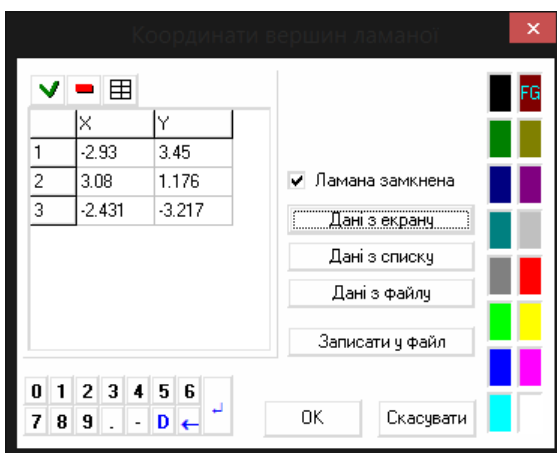 Координати вершин ламаної
FG
X Y
1 -2.93 3.45
2 3.08 1.176
3 -2.431 -3.217
Ламана замкнена
Дані з екрану
Дані з списку
Дані з файлу
Записати у файл
0 1 2 3 4 5 6
7 8 9 . - D ←
OK Скасувати